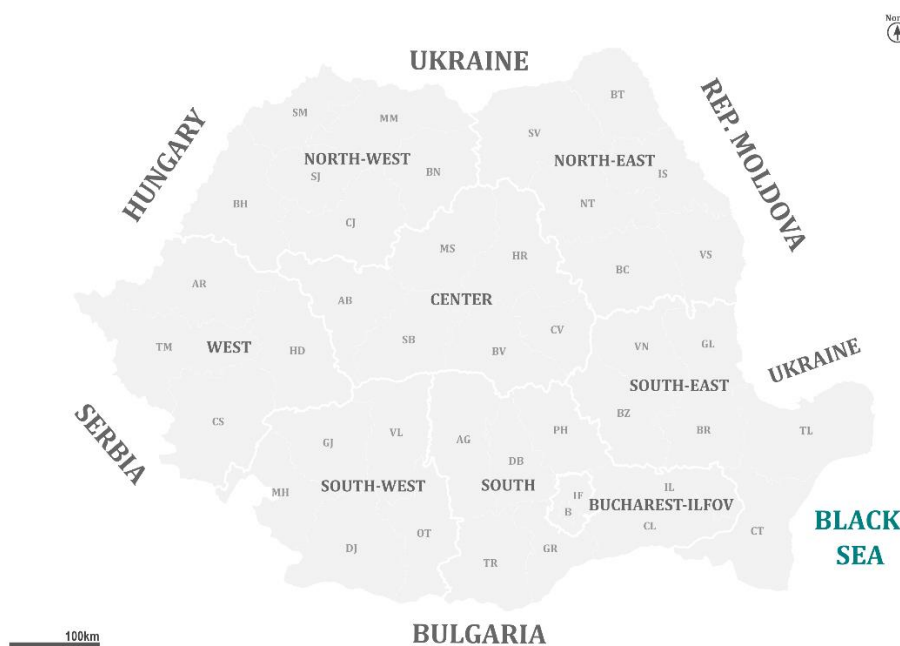 Nor
UKRAINE
REP. MOLDOVA
HUNGARY
BT
SM
MM
SV
NORTH-WEST
NORTH-EAST
SJ
BN
IS
BH
NT
CJ
MS
HR
VS
BC
AR
AB
CENTER
CV
SB
TM
WEST
HD
BV
VN
GL
UKRAINE
SOUTH-EAST
SERBIA
CS
BZ
BR
TL
GJ
VL
AG
PH
DB
MH
SOUTH-WEST
SOUTH
IL
IF
B
BUCHAREST-ILFOV
CL
CT
BLACK
SEA
DJ
OT
GR
TR
BULGARIA
100km